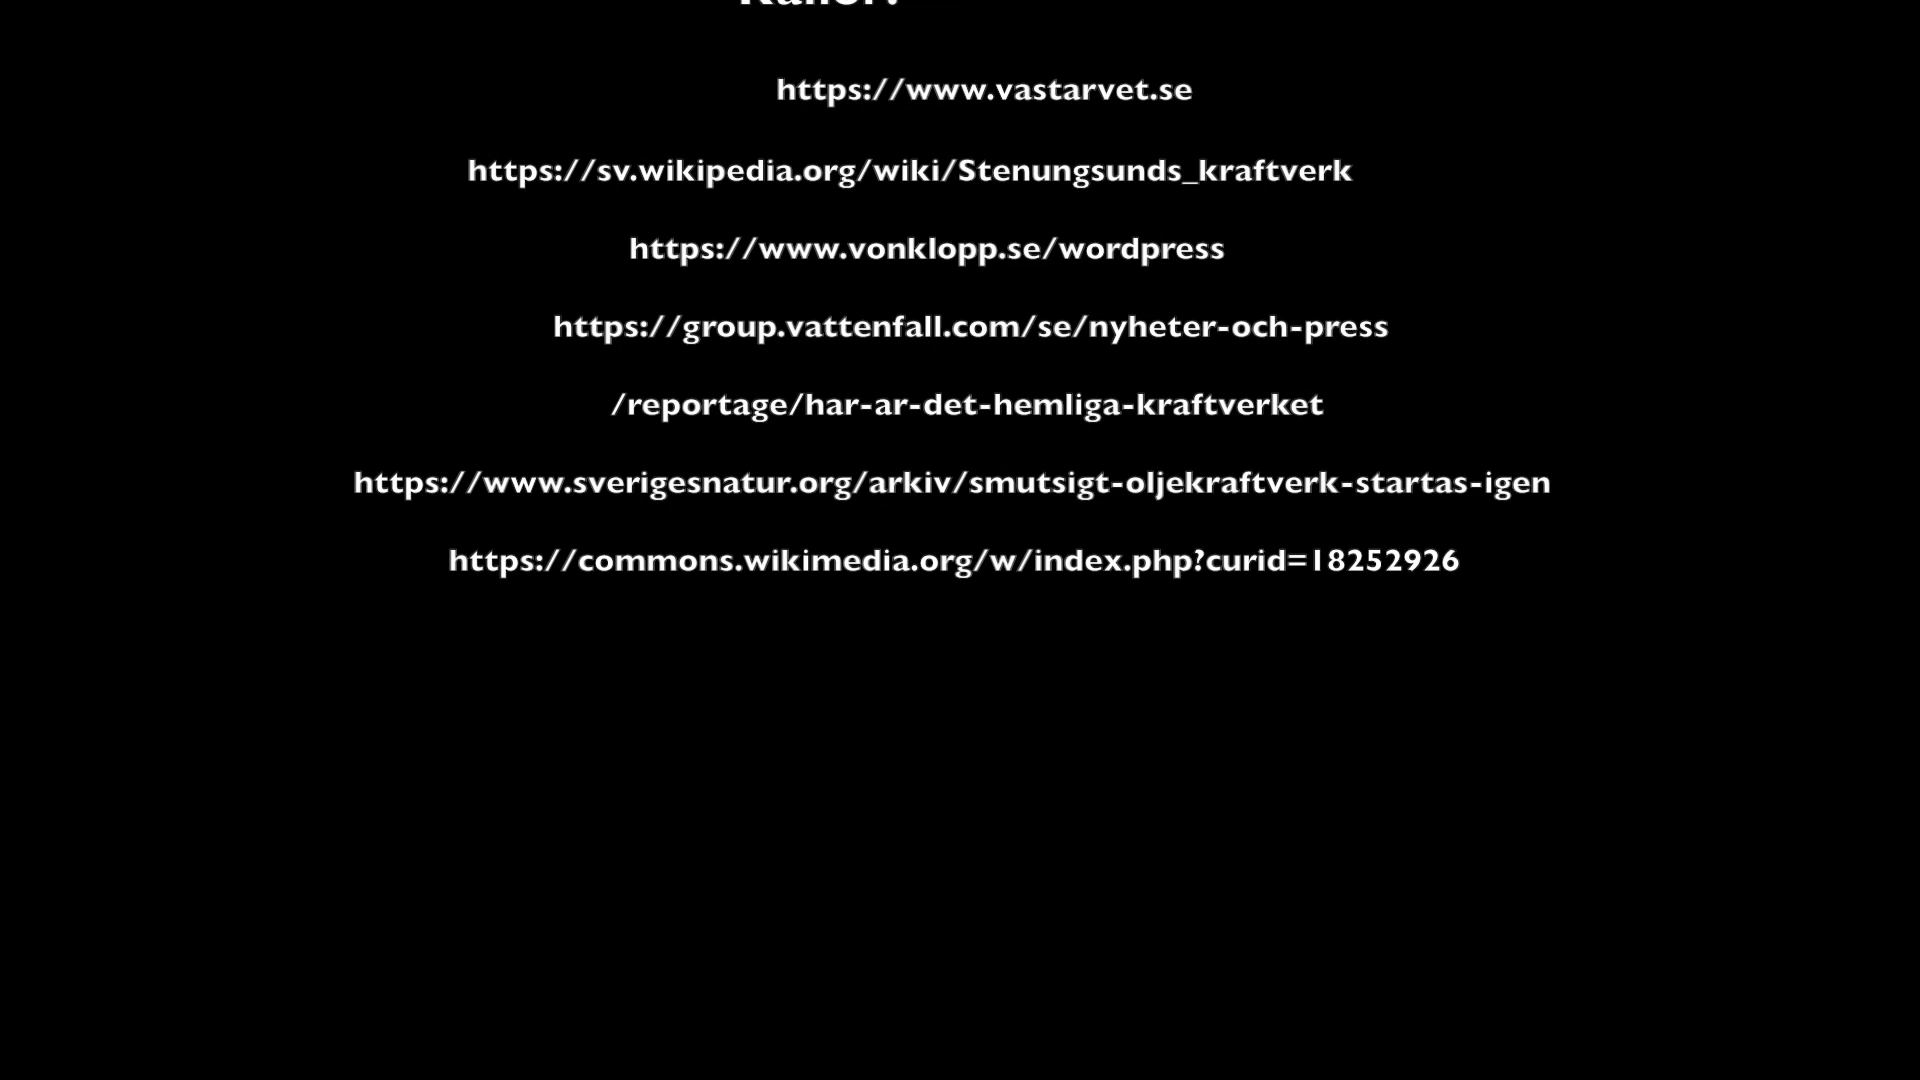 https://www.vastarvet.se
https://sv.wikipedia.org/wiki/Stenungsunds_kraftverk
https://www.vonklopp.se/wordpress
https://group.vattenfall.com/se/nyheter-och-press
/reportage/har-ar-det-hemliga-kraftverket
https://www.sverigesnatur.org/arkiv/smutsigt-oljekraftverk-startas-igen
https://commons.wikimedia.org/w/index.php?curid=18252926